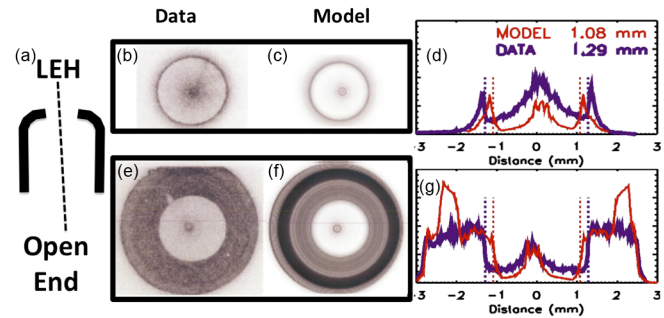 Data Model
(a) LEH
Open
End
(b)
(c)
(d)
MODEL 1.08 mm
DATA 1.29 mm
-3 -2 -1 0 1 2 3
Distance (mm)
(e)
(f)
(g)
-3 -2 -1 0 1 2 3
Distance (mm)